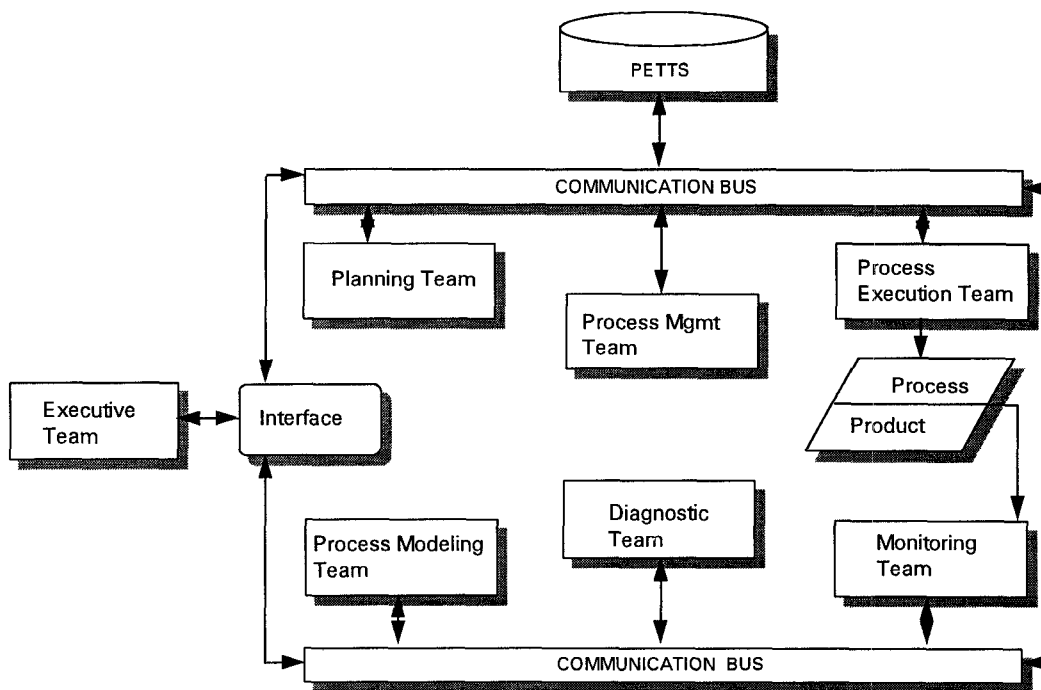 PETTS
COMMUNICATION BUS
Planning Team
Process Mgmt
Team
Process
Execution Team
Process
Product
Executive
Team
Interface
Process Modeling
Team
Diagnostic
Team
Monitoring
Team
COMMUNICATION BUS